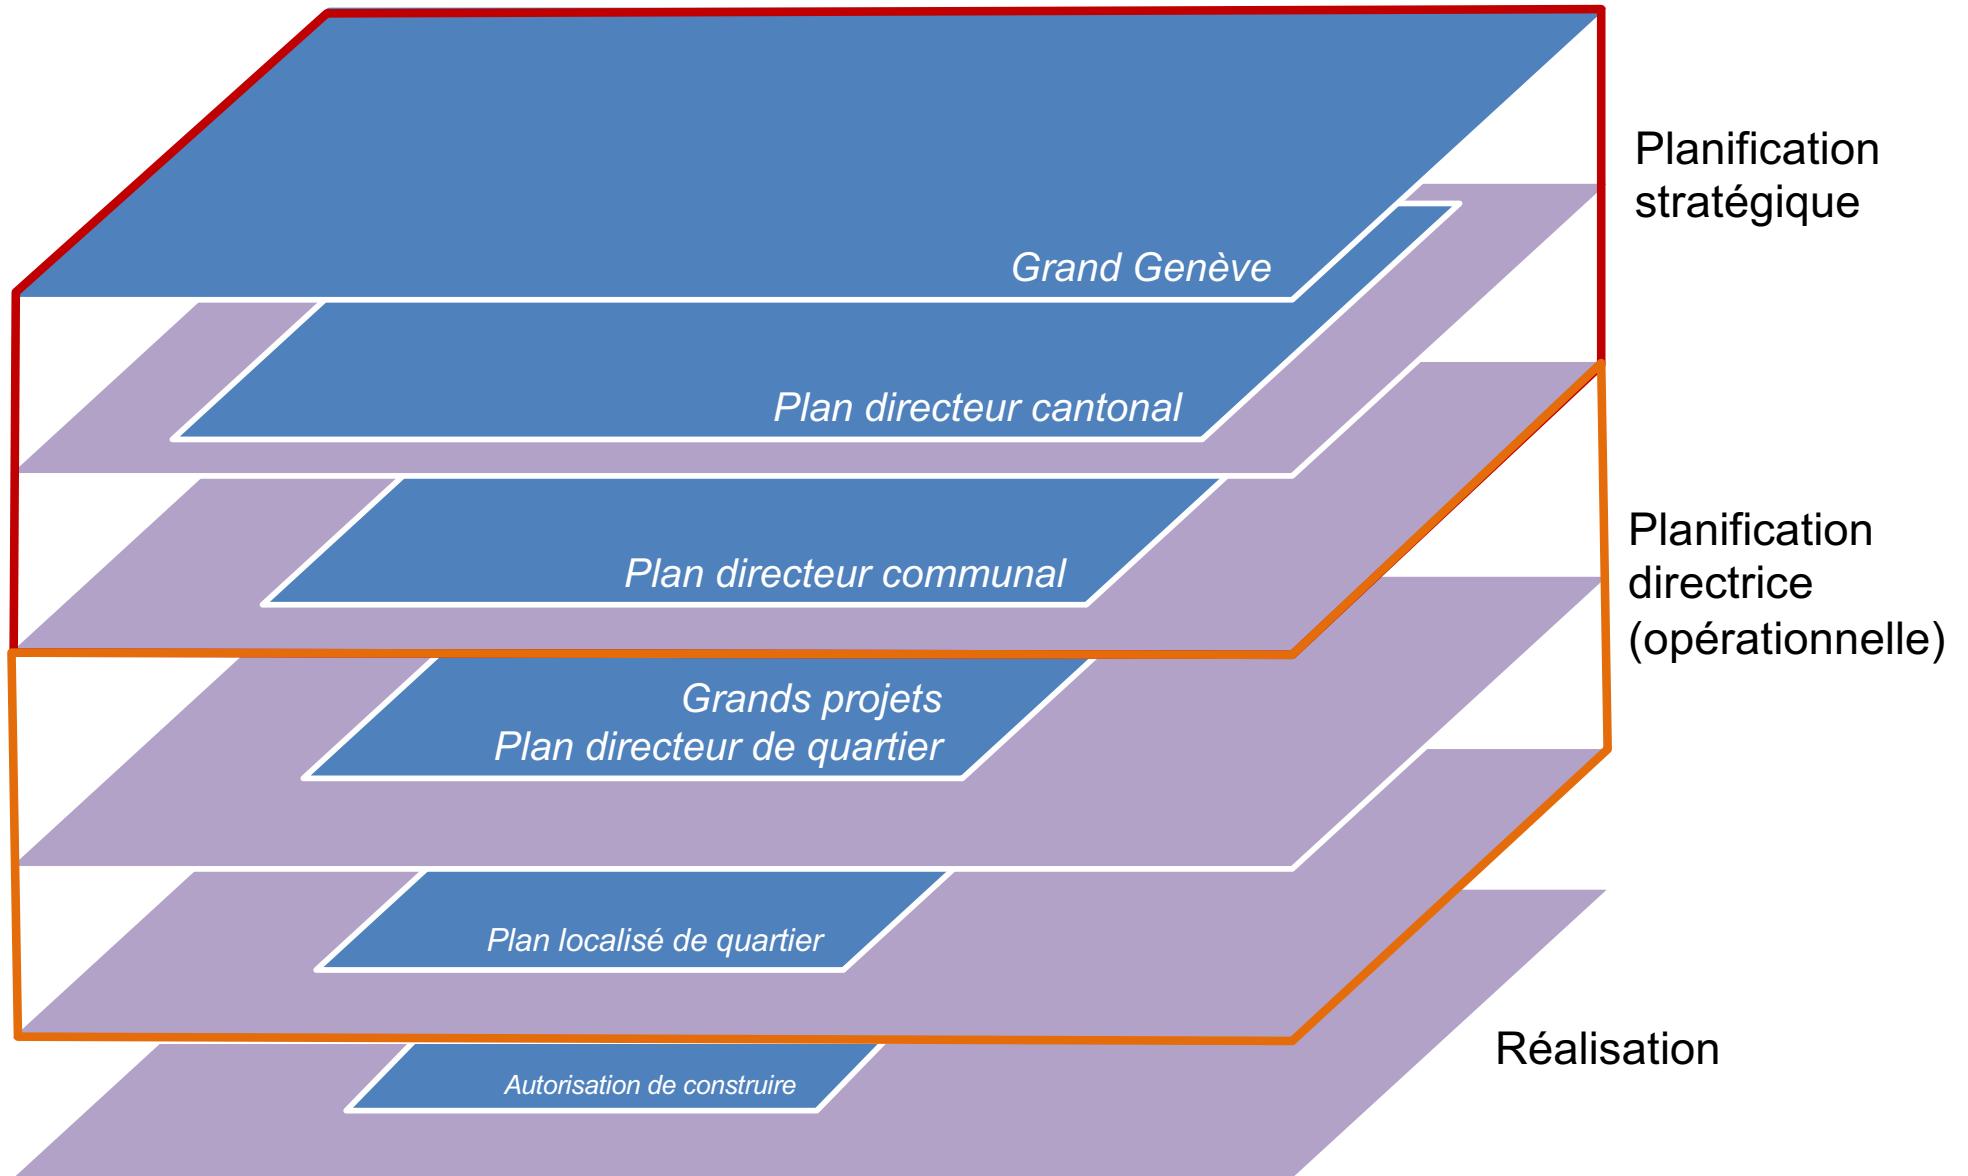 Planification
stratégique
Grand Genève
Plan directeur cantonal
Plan directeur communal
Planification
directrice
(opérationnelle)
Grands projets
Plan directeur de quartier
Plan localisé de quartier
Réalisation
Autorisation de construire